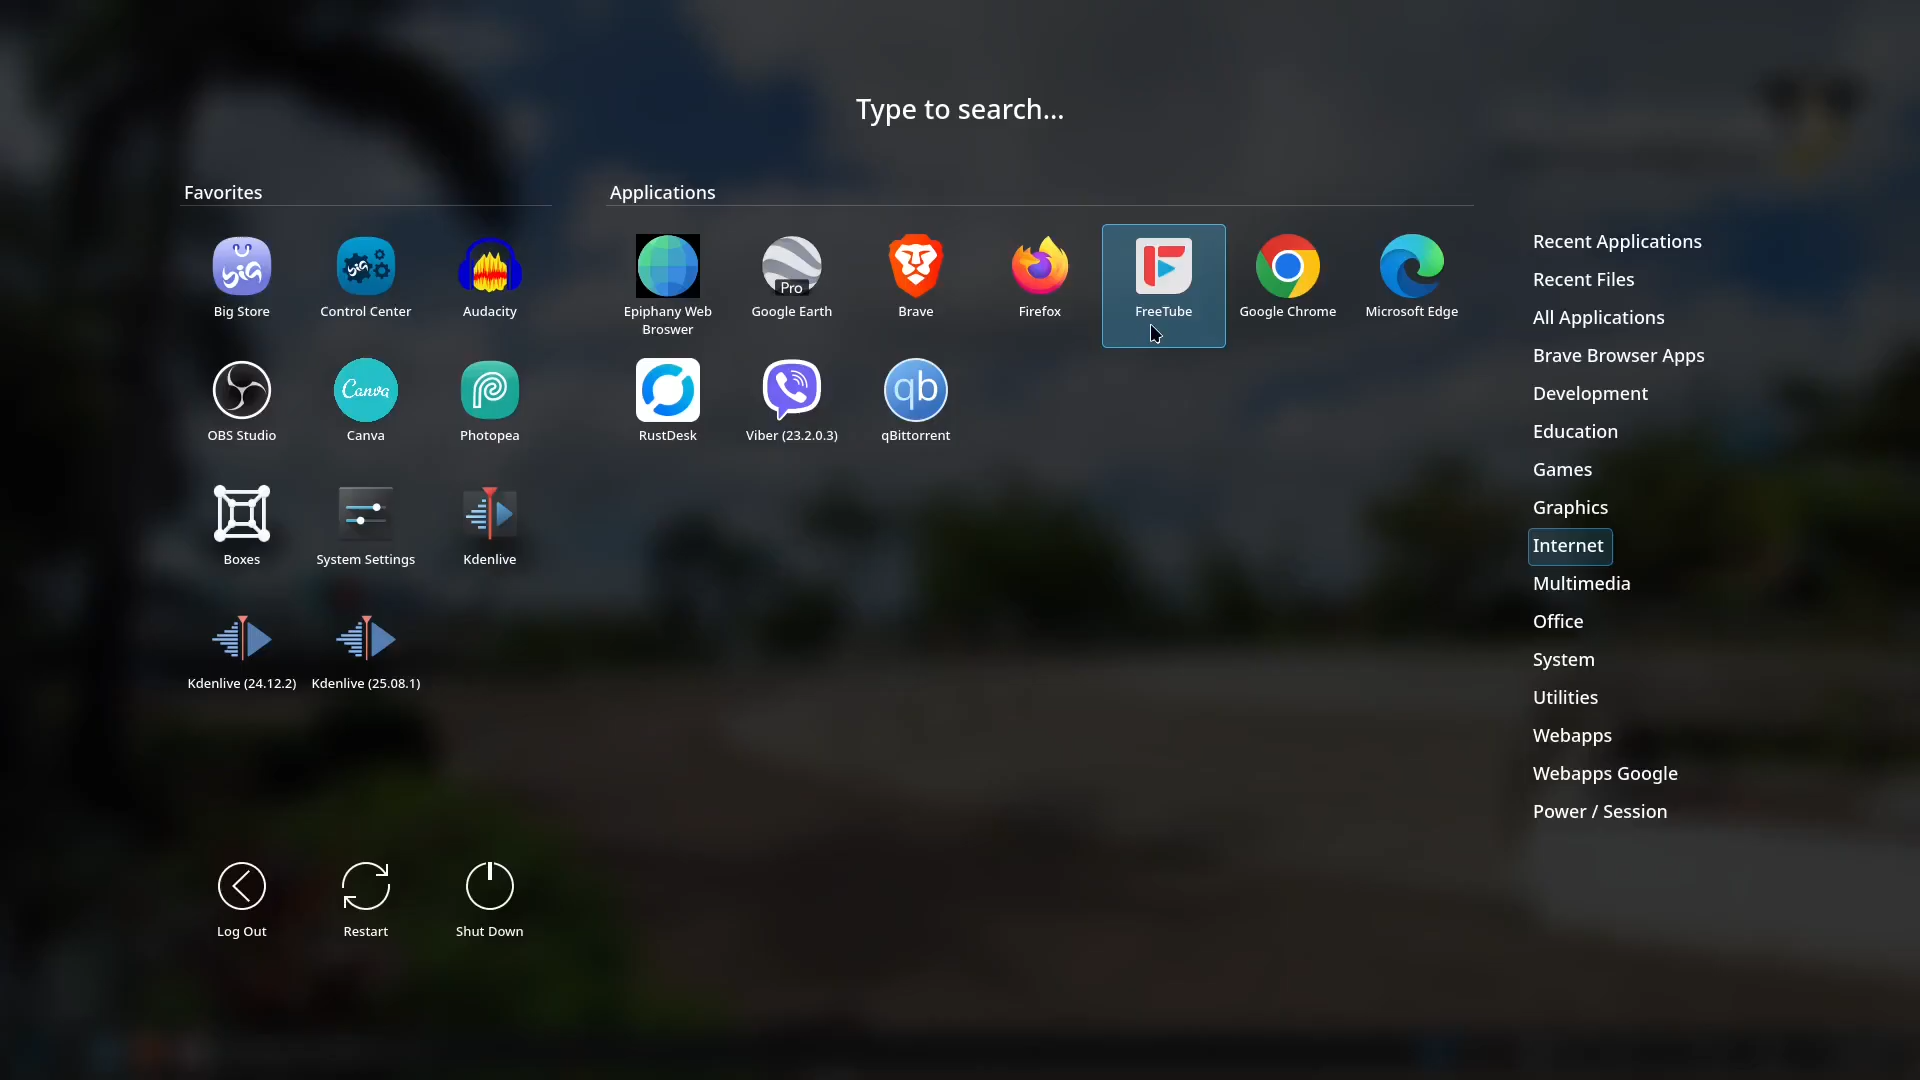 Type to search...
Favorites
Big Store
Control Center
Audacity
OBS Studio
Canva
Photopea
Boxes
System Settings
Kdenlive
Kdenlive (24.12.2)
Kdenlive (25.08.1)
Log Out
Restart
Shut Down
Applications
Epiphany Web
Broswer
Pro
Google Earth
Brave
Firefox
FreeTube
Google Chrome
Microsoft Edge
RustDesk
Viber (23.2.0.3)
qb
qBittorrent
big
big
Canva
Recent Applications
Recent Files
All Applications
Brave Browser Apps
Development
Education
Games
Graphics
Internet
Multimedia
Office
System
Utilities
Webapps
Webapps Google
Power / Session